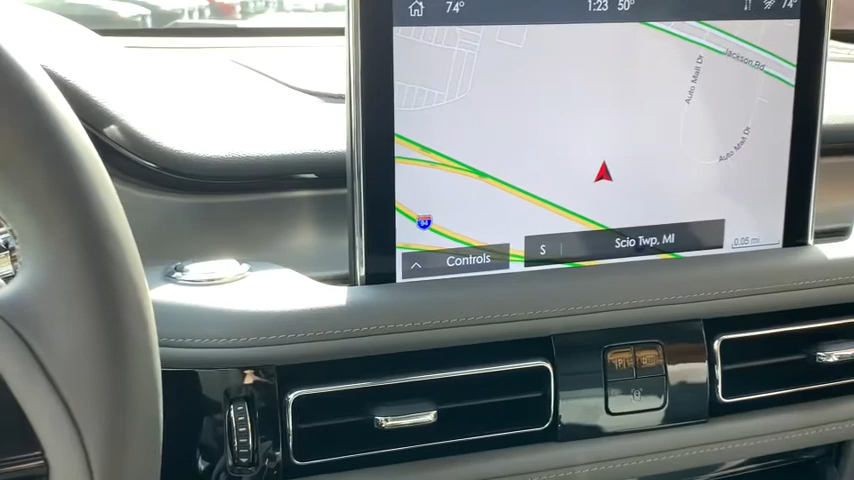 74° 1:23 50° 74°
Jackson Rd
Auto Mall Dr
Auto Mall Dr
S Scio Twp, MI
0.05 mi
Controls